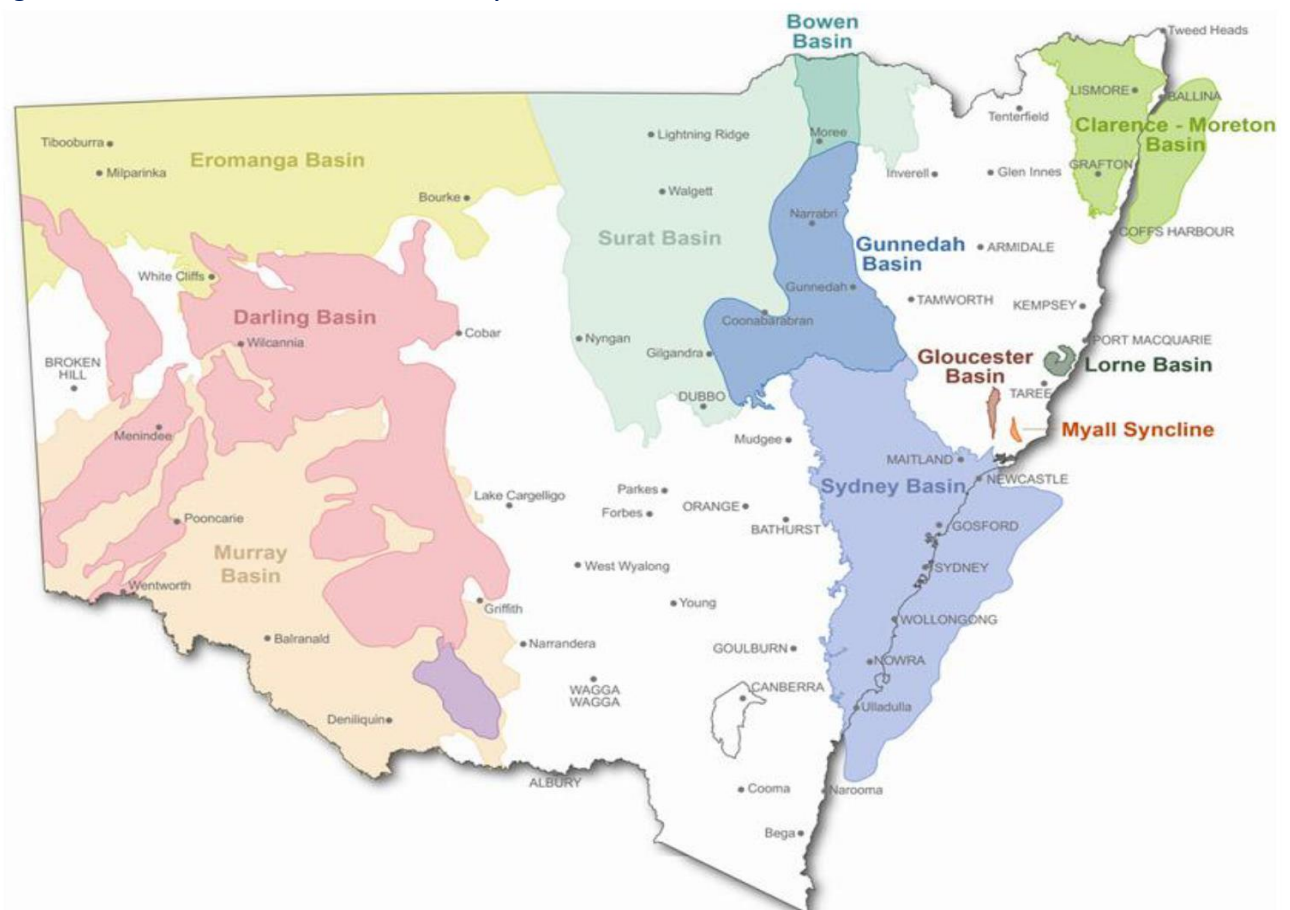 Bowen
Basin
Tweed Heads
LISMORE
BALLINA
Tenterfield
Clarence - Moreton
Basin
Tibooburra
Lightning Ridge
Moree
Eromanga Basin
Milparinka
Inverell
Glen Innes
GRAFTON
Bourke
Walgett
Narrabri
Surat Basin
Gunnedah
Basin
COFFS HARBOUR
ARMIDALE
White Cliffs
Gunnedah
TAMWORTH
KEMPSEY
Darling Basin
Coonabarabran
Cobar
Wilcannia
Nyngan
Gilgandra
PORT MACQUARIE
BROKEN
HILL
Gloucester
Basin
Lorne Basin
TAREE
DUBBO
Menindee
Mudgee
Myall Syncline
MAITLAND
NEWCASTLE
Sydney Basin
Lake Cargelligo
Parkes
Forbes
ORANGE
BATHURST
Pooncarie
GOSFORD
Murray
Basin
West Wyalong
SYDNEY
Wentworth
Griffith
Young
WOLLONGONG
Balranald
Narrandera
GOULBURN
NOWRA
WAGGA
WAGGA
CANBERRA
Deniliquin
Ulladulla
ALBURY
Cooma
Narooma
Bega